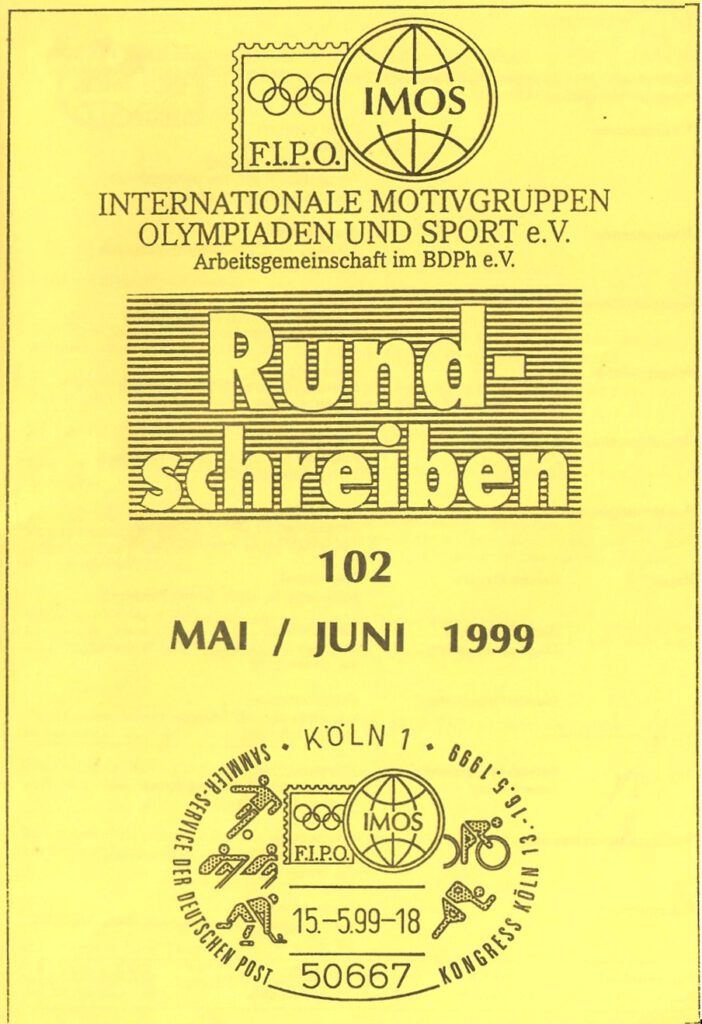 IMOS
F.I.P.O.
INTERNATIONALE MOTIVGRUPPEN
OLYMPIADEN UND SPORT e.V.
Arbeitsgemeinschaft im BDPh e.V.
Rund-
schreiben
102
MAI / JUNI 1999
• KÖLN 1 •
SAMMLER-SERVICE DER DEUTSCHEN POST
KONGRESS KÖLN 13.-16.5.1999
IMOS
F.I.P.O.
15.-5.99-18
50667